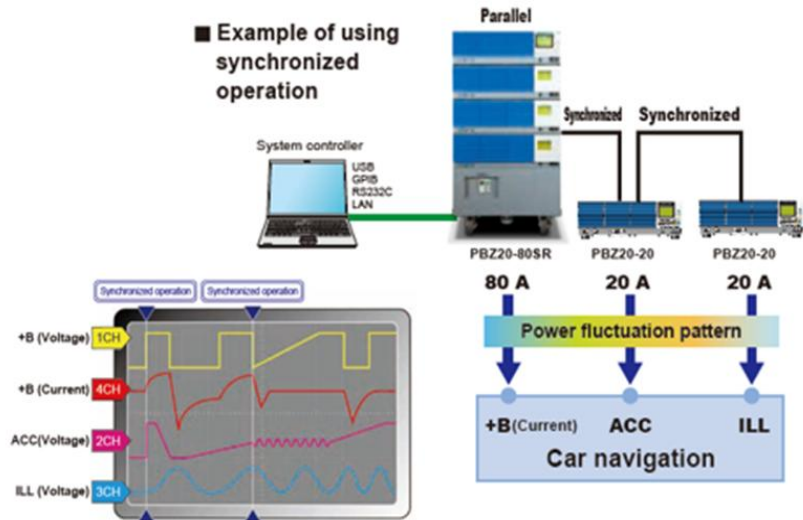 ■ Example of using
synchronized
operation
Parallel
Synchronized
Synchronized
System controller
USB
GPIB
RS232C
LAN
PBZ20-80SR
PBZ20-20
PBZ20-20
80 A
20 A
20 A
Power fluctuation pattern
+B(Current)
ACC
ILL
Car navigation
Synchronized operation
Synchronized operation
+B (Voltage) 1CH
+B (Current) 4CH
ACC(Voltage) 2CH
ILL (Voltage) 3CH